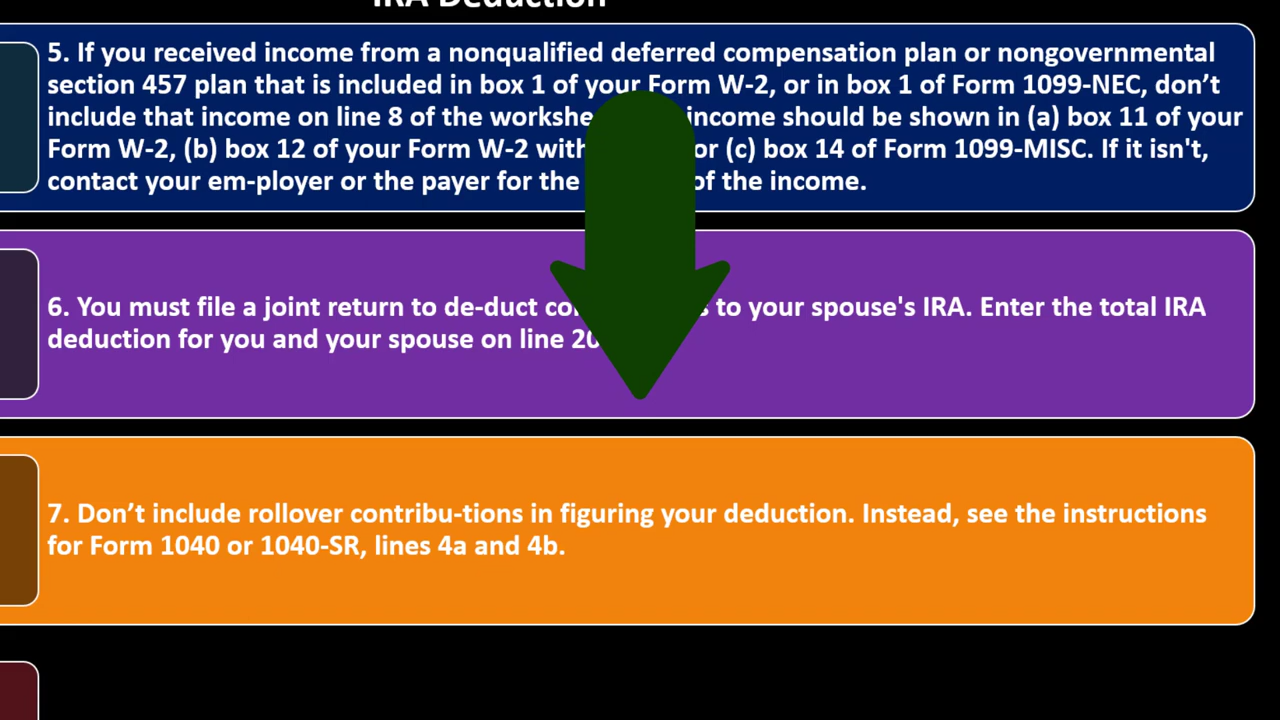 IRA Deduction
5. If you received income from a nonqualified deferred compensation plan or nongovernmental
section 457 plan that is included in box 1 of your Form W-2, or in box 1 of Form 1099-NEC, don’t
include that income on line 8 of the income should be shown in (a) box 11 of your
Form W-2, (b) box 12 of your Form W-2 with or (c) box 14 of Form 1099-MISC. If it isn't,
contact your em-ployer or the payer for the of the income.
6. You must file a joint return to de-duct to your spouse's IRA. Enter the total IRA
deduction for you and your spouse on line
7. Don’t include rollover contribu-tions in figuring your deduction. Instead, see the instructions
for Form 1040 or 1040-SR, lines 4a and 4b.